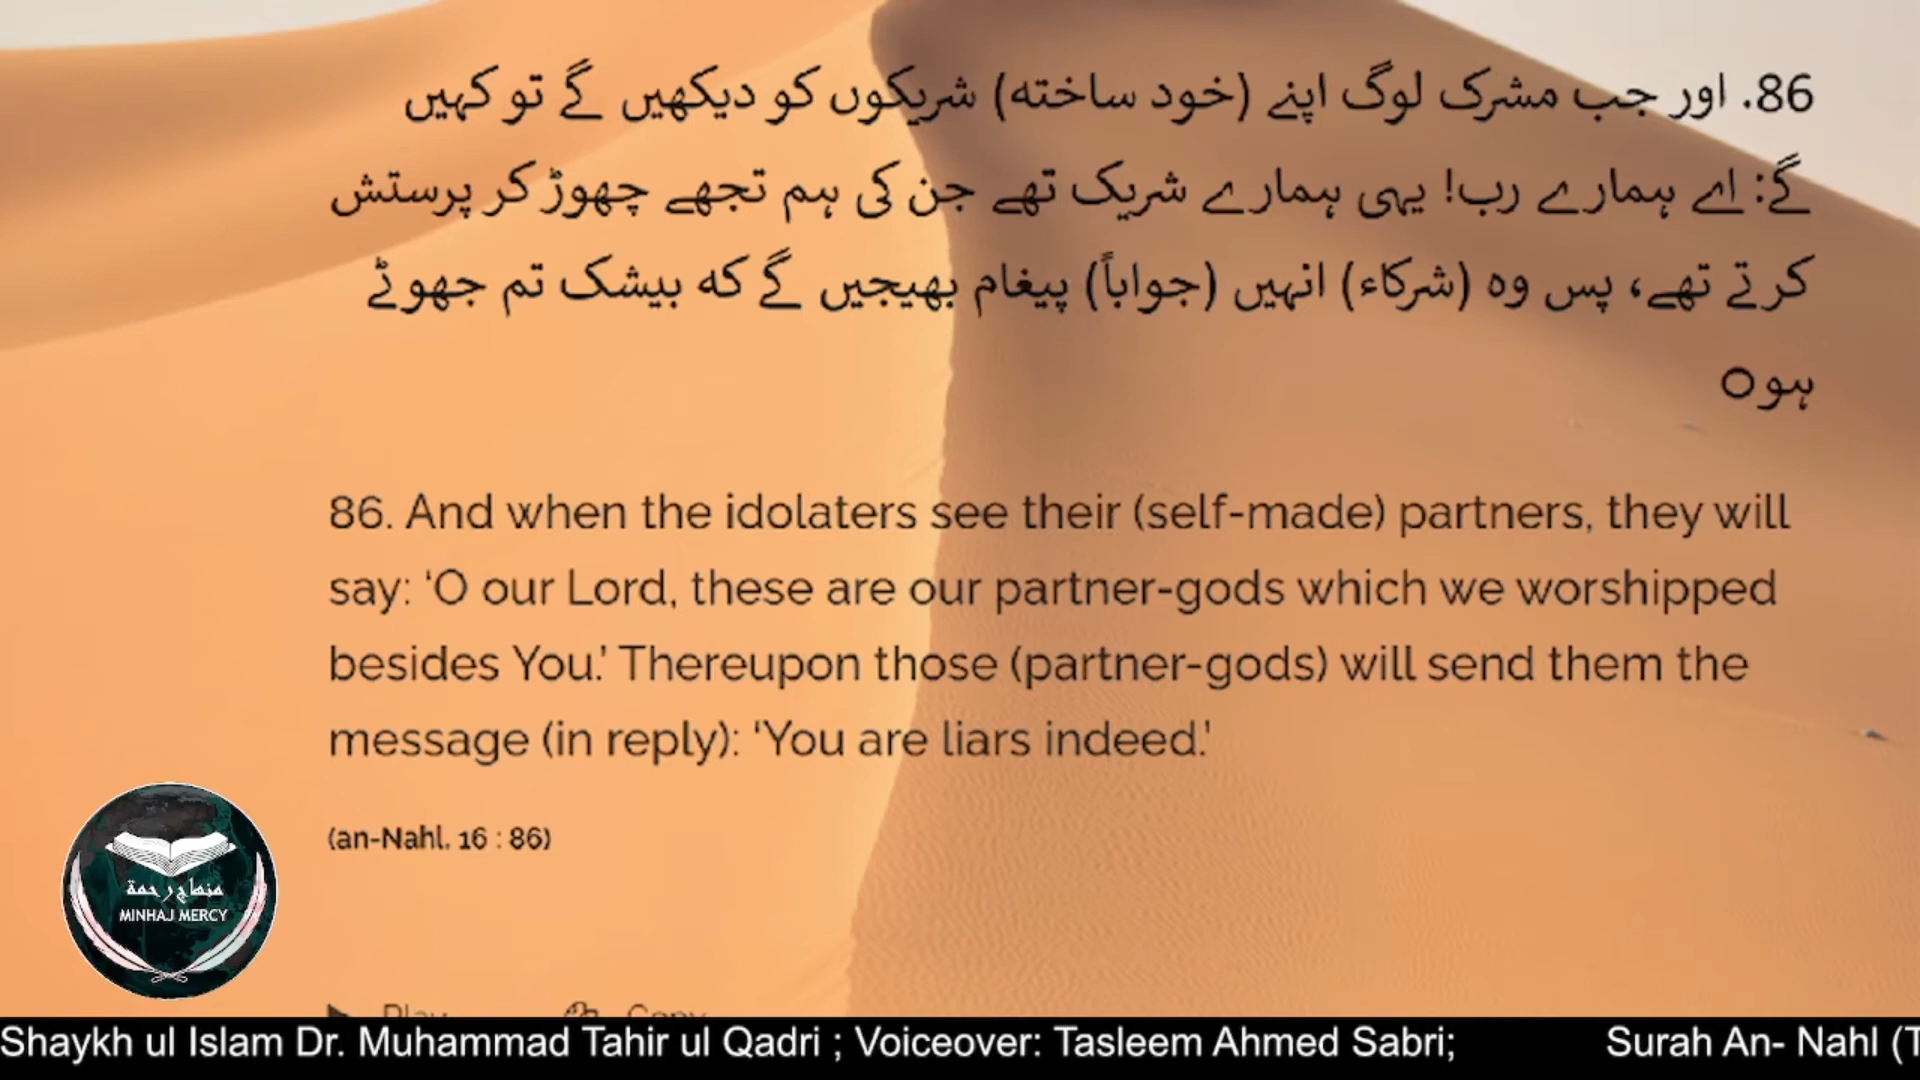 86. اور جب مشرک لوگ اپنے (خود ساختہ) شریکوں کو دیکھیں گے تو کہیں
گے: اے ہمارے رب! یہی ہمارے شریک تھے جن کی ہم تجھے چھوڑ کر پرستش
کرتے تھے، پس وہ (شرکاء) انہیں (جواباً) پیغام بھیجیں گے کہ بیشک تم جھوٹے
ہوo
86. And when the idolaters see their (self-made) partners, they will
say: ‘O our Lord, these are our partner-gods which we worshipped
besides You.’ Thereupon those (partner-gods) will send them the
message (in reply): ‘You are liars indeed.’
(an-Nahl, 16 : 86)
منهاج رحمة
MINHAJ MERCY
Play Copy
Shaykh ul Islam Dr. Muhammad Tahir ul Qadri ; Voiceover: Tasleem Ahmed Sabri; Surah An- Nahl (T